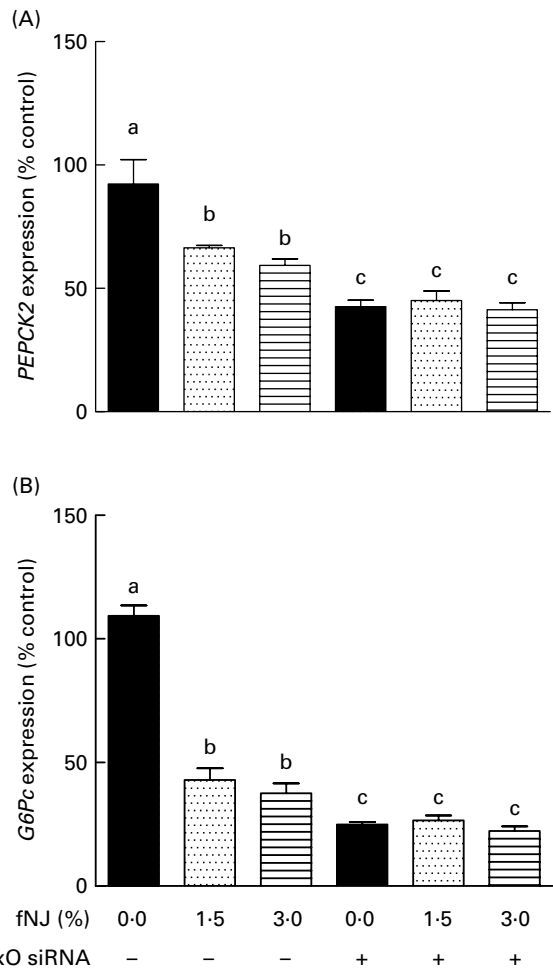 (A)
150
100
50
0
PEPCK2 expression (% control)
a
b
b
c
c
c
(B)
150
100
50
0
G6Pc expression (% control)
a
b
b
c
c
c
fNJ (%) 0·0 1·5 3·0 0·0 1·5 3·0
xO siRNA – – – + + +